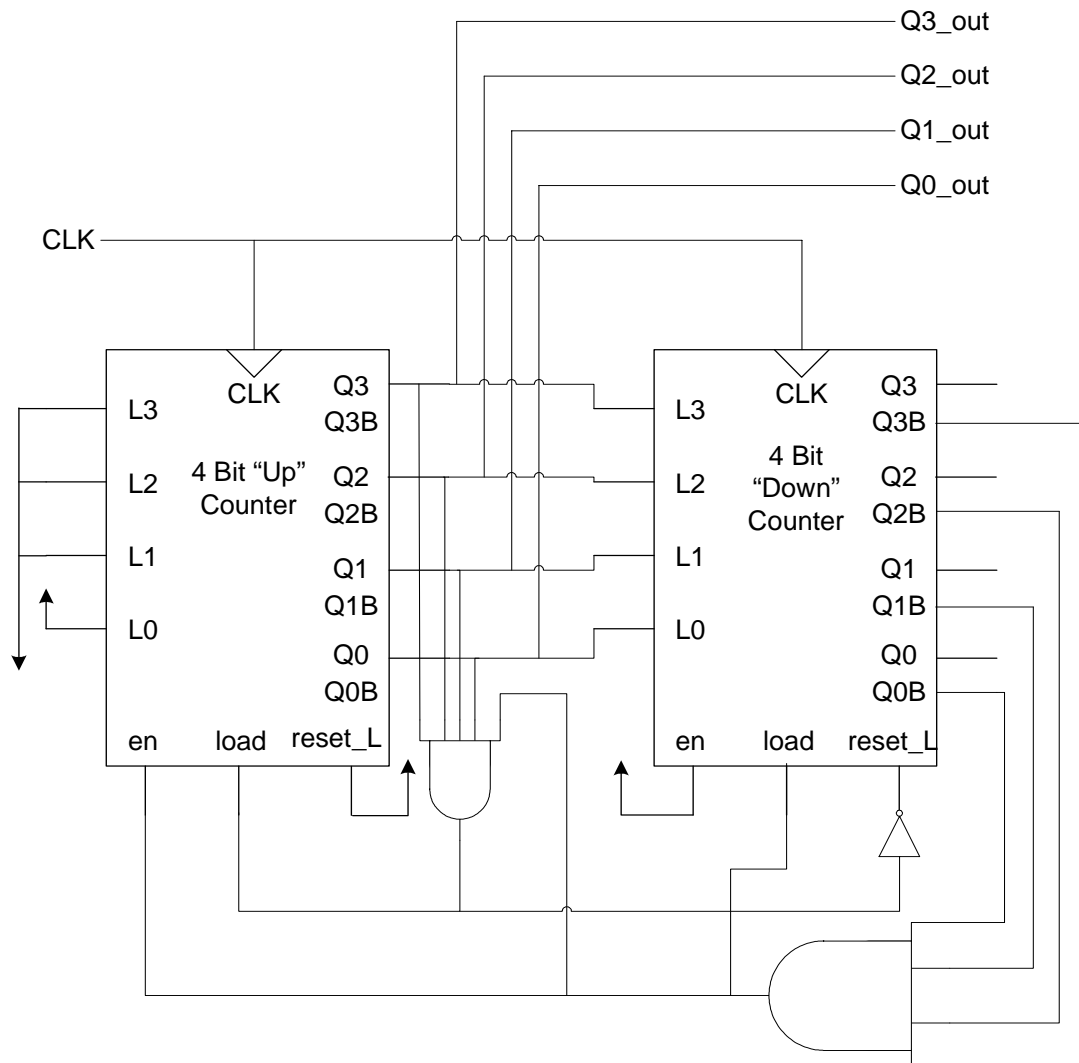 Q3_out
Q2_out
Q1_out
Q0_out
CLK
CLK
L3
L2
L1
L0
4 Bit “Up”
Counter
Q3
Q3B
Q2
Q2B
Q1
Q1B
Q0
Q0B
en
load
reset_L
CLK
L3
L2
L1
L0
4 Bit
“Down”
Counter
Q3
Q3B
Q2
Q2B
Q1
Q1B
Q0
Q0B
en
load
reset_L